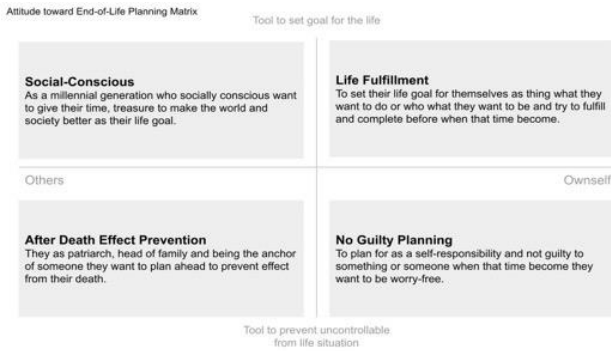 Attitude toward End-of-Life Planning Matrix
Tool to set goal for the life
Social-Conscious
As a millennial generation who socially conscious want
to give their time, treasure to make the world and
society better as their life goal.
Life Fulfillment
To set their life goal for themselves as thing what they
want to do or who what they want to be and try to fulfill
and complete before when that time become.
Others
Ownself
After Death Effect Prevention
They as patriarch, head of family and being the anchor
of someone they want to plan ahead to prevent effect
from their death.
No Guilty Planning
To plan for as a self-responsibility and not guilty to
something or someone when that time become they
want to be worry-free.
Tool to prevent uncontrollable
from life situation